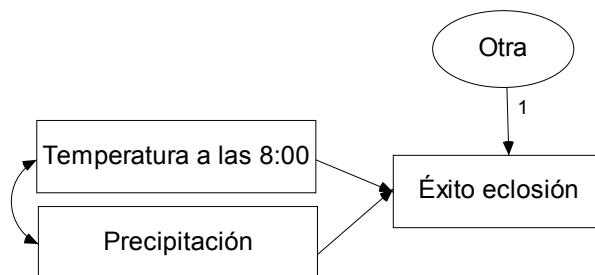 Otra
1
Temperatura a las 8:00
Éxito eclosión
Precipitación